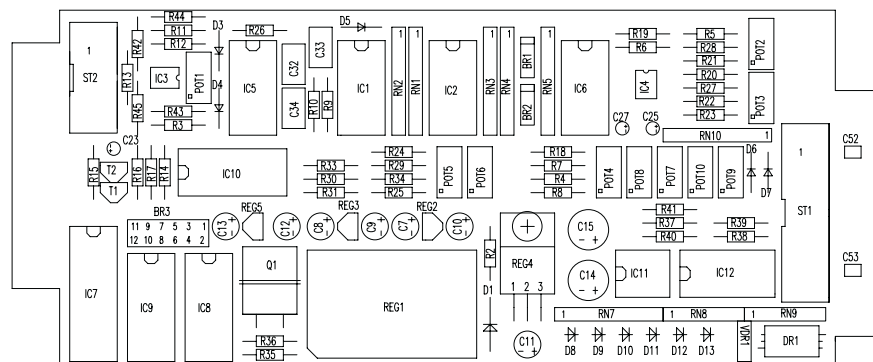 R44
R11
R12
D3
R26
D5
C33
R19
R6
R5
R28
R21
R20
R27
R22
R23
POT2
POT3
1
ST2
R42
R13
R45
IC3
POT1
D4
R43
R3
IC5
C32
C34
R10
R9
IC1
1
RN2
1
RN1
IC2
1
RN3
1
RN4
BR1
BR2
1
RN5
IC6
IC4
C27
C25
RN10 1
C23
R15
T2
T1
R16
R17
R14
IC10
R33
R30
R31
R24
R29
R34
R25
POT5
POT6
R18
R7
R4
R8
POT4
POT8
POT7
POT10
POT9
D6
D7
1
ST1
C52
C53
BR3
11 9 7 5 3 1
12 10 8 6 4 2
C13
REG5
C12
C8
REG3
C9
C7
REG2
C10
C15
R41
R37
R40
R39
R38
IC7
IC9
IC8
Q1
REG1
R2
D1
REG4
1 2 3
C14
IC11
IC12
R36
R35
C11
1 RN7
1 RN8
1 RN9
D8
D9
D10
D11
D12
D13
VDR1
DR1